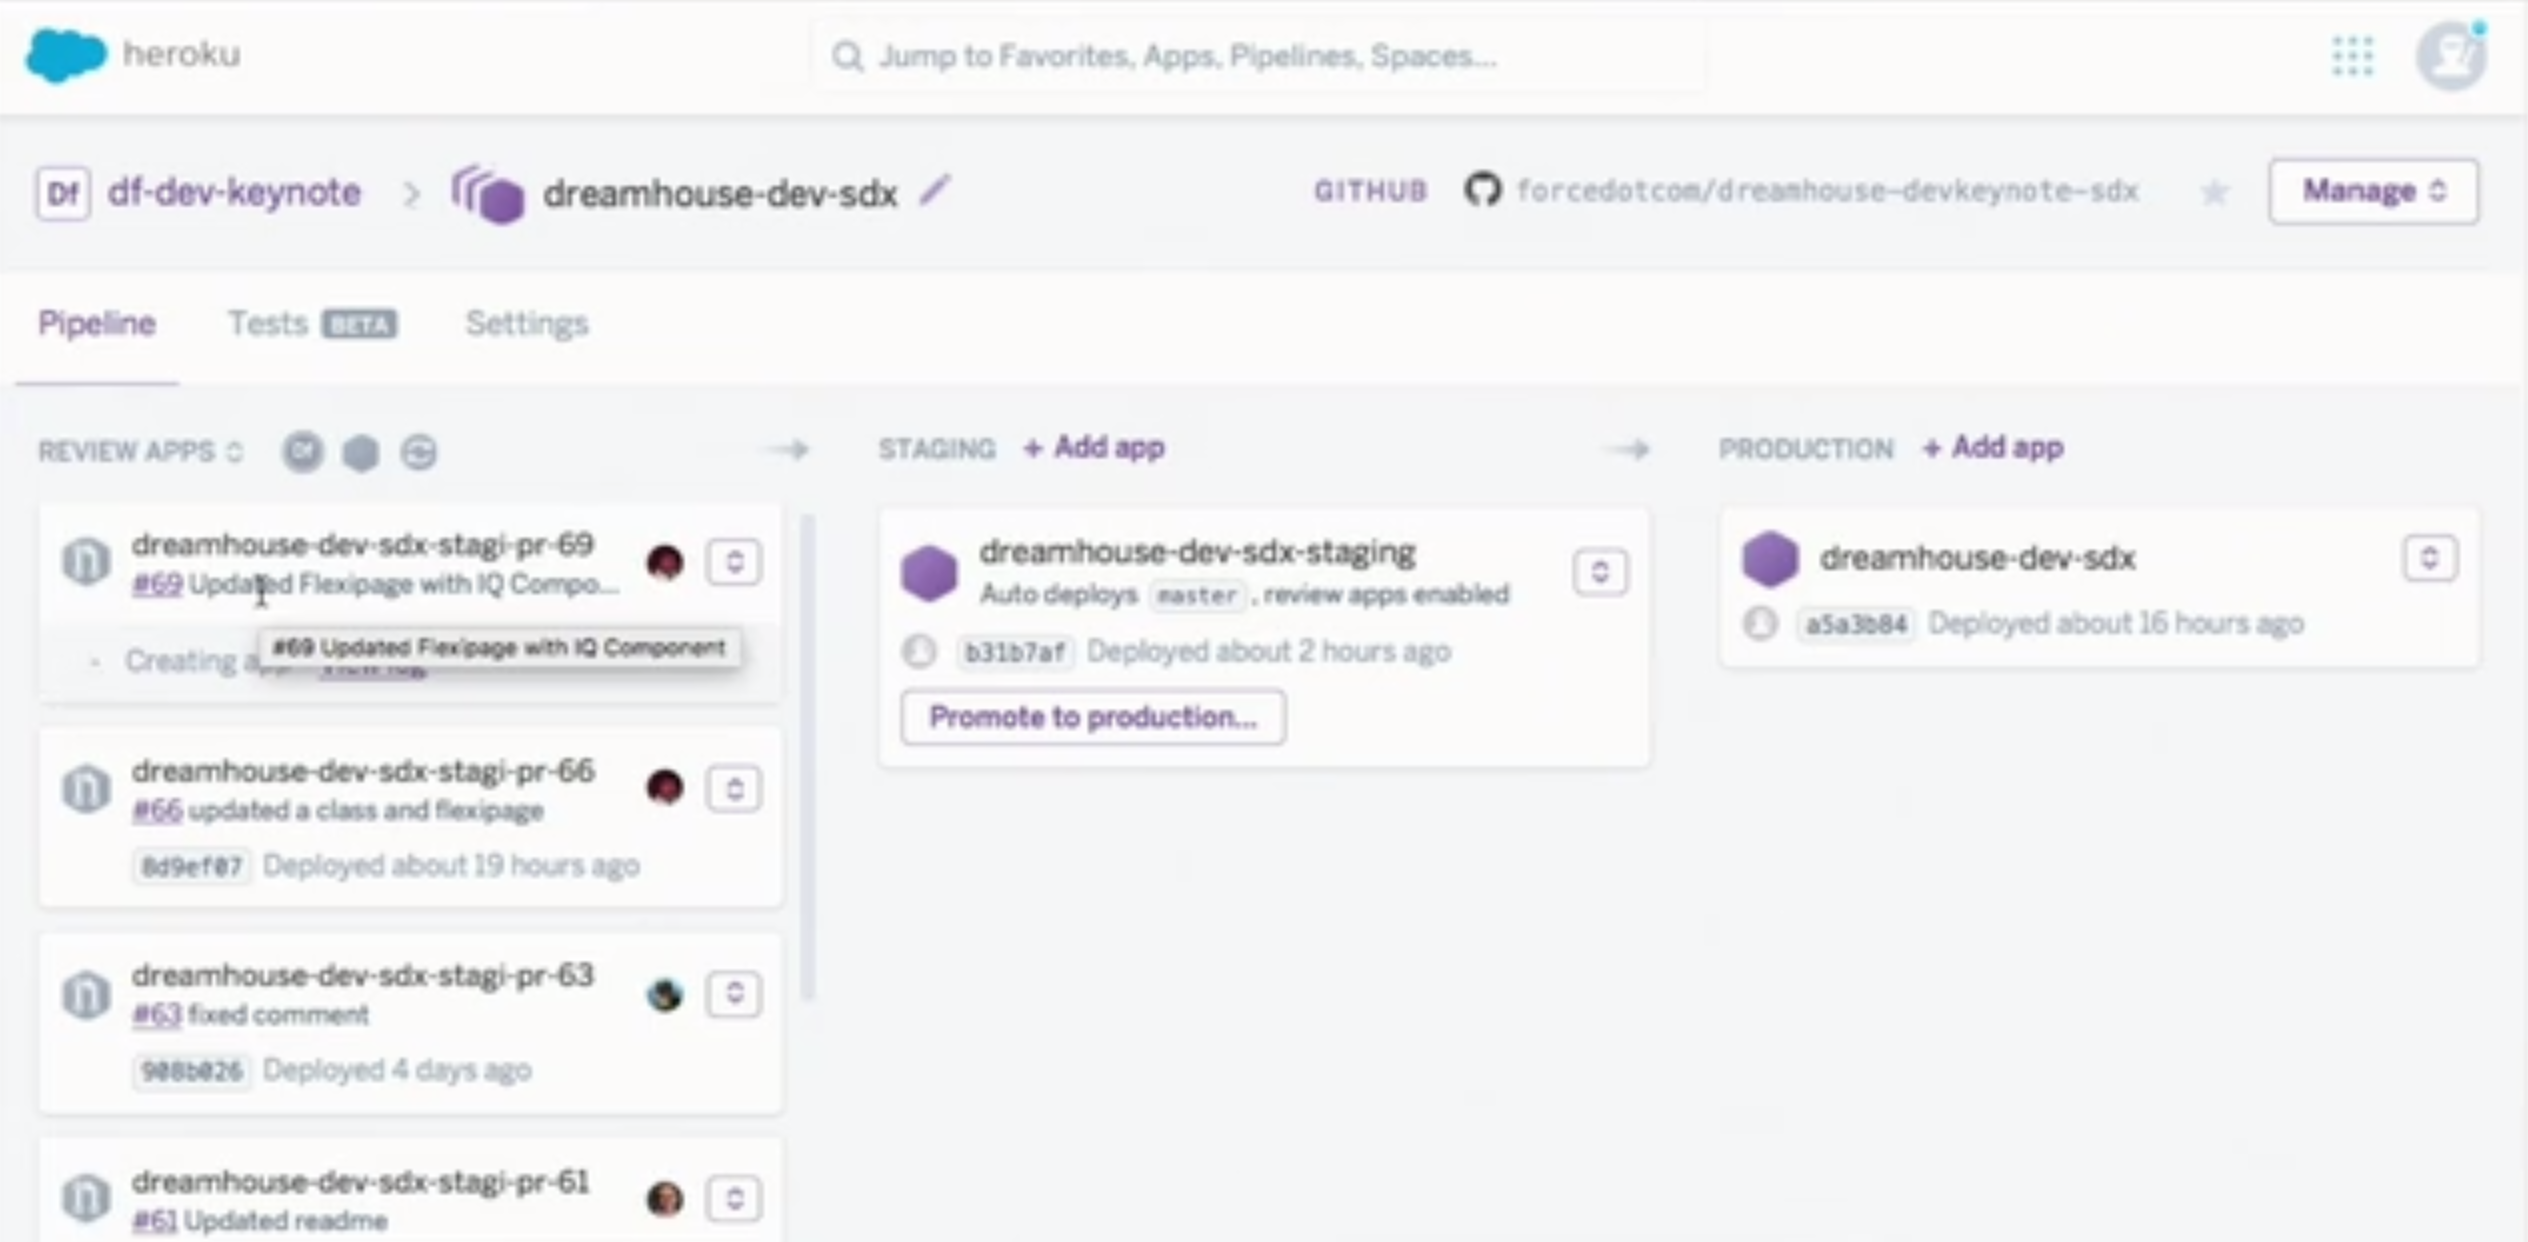 heroku
Jump to Favorites, Apps, Pipelines, Spaces...
Df df-dev-keynote > dreamhouse-dev-sdx
GITHUB forcedotcom/dreamhouse-devkeynote-sdx
Manage
Pipeline Tests BETA Settings
REVIEW APPS
dreamhouse-dev-sdx-stagi-pr-69
#69 Updated Flexipage with IQ Compo...
#69 Updated Flexipage with IQ Component
Creating
dreamhouse-dev-sdx-stagi-pr-66
#66 updated a class and flexipage
8d9ef07 Deployed about 19 hours ago
dreamhouse-dev-sdx-stagi-pr-63
#63 fixed comment
908b026 Deployed 4 days ago
dreamhouse-dev-sdx-stagi-pr-61
#61 Updated readme
STAGING + Add app
dreamhouse-dev-sdx-staging
Auto deploys master , review apps enabled
b31b7af Deployed about 2 hours ago
Promote to production...
PRODUCTION + Add app
dreamhouse-dev-sdx
a5a3b84 Deployed about 16 hours ago